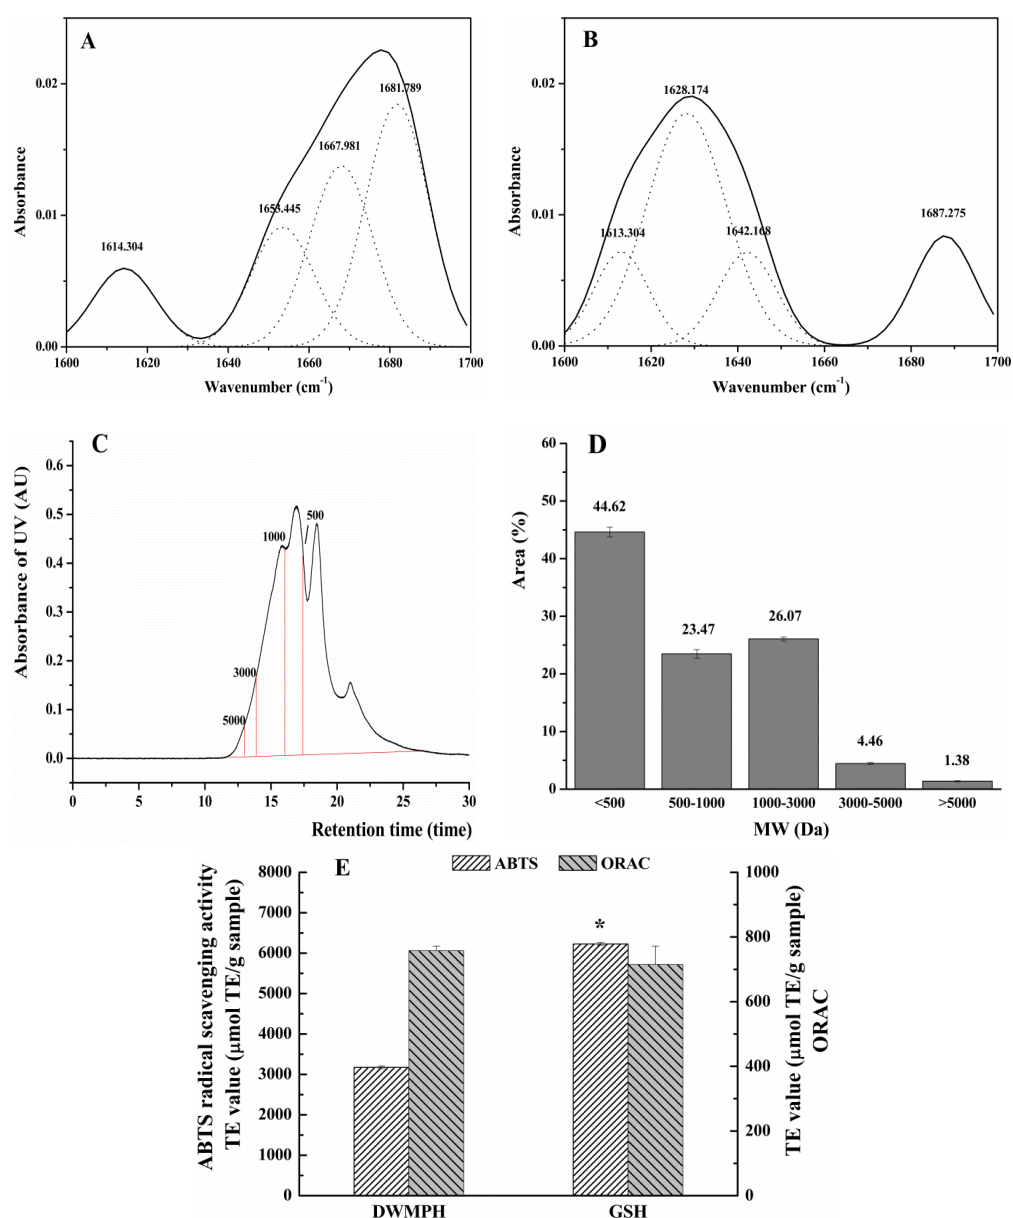 A
0.02
0.01
0.00
Absorbance
1614.304
1653.445
1667.981
1681.789
1600 1620 1640 1660 1680 1700
Wavenumber (cm-1)
B
0.02
0.01
0.00
Absorbance
1613.304
1628.174
1642.168
1687.275
1600 1620 1640 1660 1680 1700
Wavenumber (cm-1)
C
0.6
0.5
0.4
0.3
0.2
0.1
0.0
Absorbance of UV (AU)
5000
3000
1000
500
0 5 10 15 20 25 30
Retention time (time)
D
60
50
40
30
20
10
0
Area (%)
44.62
23.47
26.07
4.46
1.38
<500 500-1000 1000-3000 3000-5000 >5000
MW (Da)
E
ABTS ORAC
8000
7000
6000
5000
4000
3000
2000
1000
0
ABTS radical scavenging activity
TE value (μmol TE/g sample)
*
1000
800
600
400
200
0
TE value (μmol TE/g sample)
ORAC
DWMPH GSH